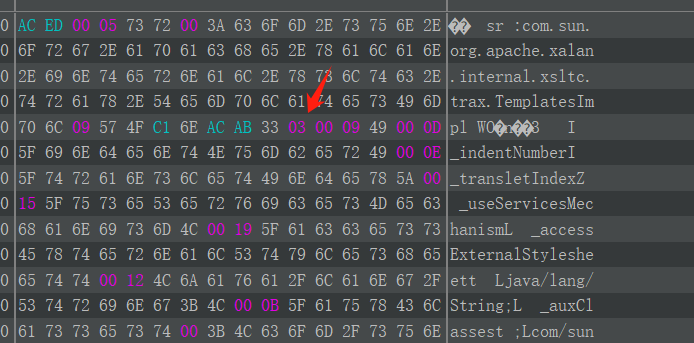 0 AC ED 00 05 73 72 00 3A 63 6F 6D 2E 73 75 6E 2E �� sr :com.sun.
0 6F 72 67 2E 61 70 61 63 68 65 2E 78 61 6C 61 6E org.apache.xalan
0 2E 69 6E 74 65 72 6E 61 6C 2E 78 73 6C 74 63 2E .internal.xsltc.
0 74 72 61 78 2E 54 65 6D 70 6C 61 74 65 73 49 6D trax.TemplatesIm
0 70 6C 09 57 4F C1 6E AC AB 33 03 00 09 49 00 0D pl WO�n��3 I
0 5F 69 6E 64 65 6E 74 4E 75 6D 62 65 72 49 00 0E _indentNumberI
0 5F 74 72 61 6E 73 6C 65 74 49 6E 64 65 78 5A 00 _transletIndexZ
0 15 5F 75 73 65 53 65 72 76 69 63 65 73 4D 65 63 _useServicesMec
0 68 61 6E 69 73 6D 4C 00 19 5F 61 63 63 65 73 73 hanismL _access
0 45 78 74 65 72 6E 61 6C 53 74 79 6C 65 73 68 65 ExternalStyleshe
0 65 74 74 00 12 4C 6A 61 76 61 2F 6C 61 6E 67 2F ett Ljava/lang/
0 53 74 72 69 6E 67 3B 4C 00 0B 5F 61 75 78 43 6C String;L _auxCl
0 61 73 73 65 73 74 00 3B 4C 63 6F 6D 2F 73 75 6E assest ;Lcom/sun